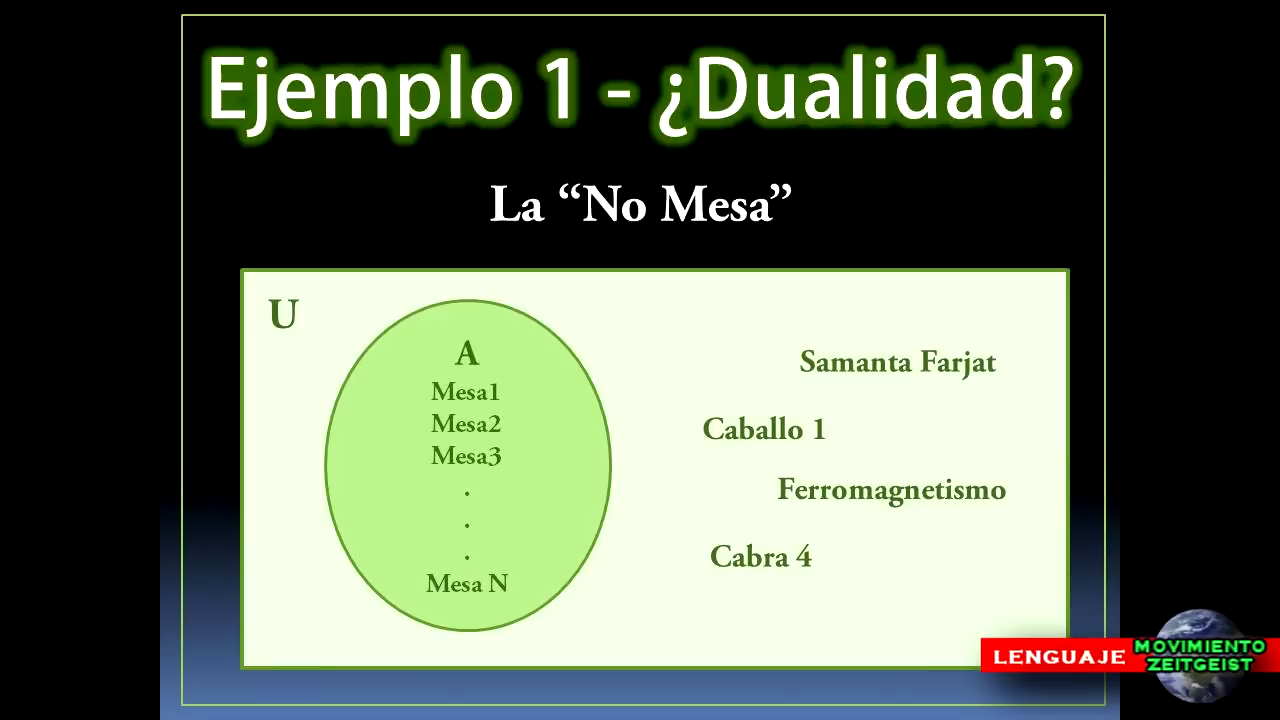 Ejemplo 1 - ¿Dualidad?
La “No Mesa”
U
A
Mesa1
Mesa2
Mesa3
.
.
.
Mesa N
Samanta Farjat
Caballo 1
Ferromagnetismo
Cabra 4
LENGUAJE
MOVIMIENTO
ZEITGEIST